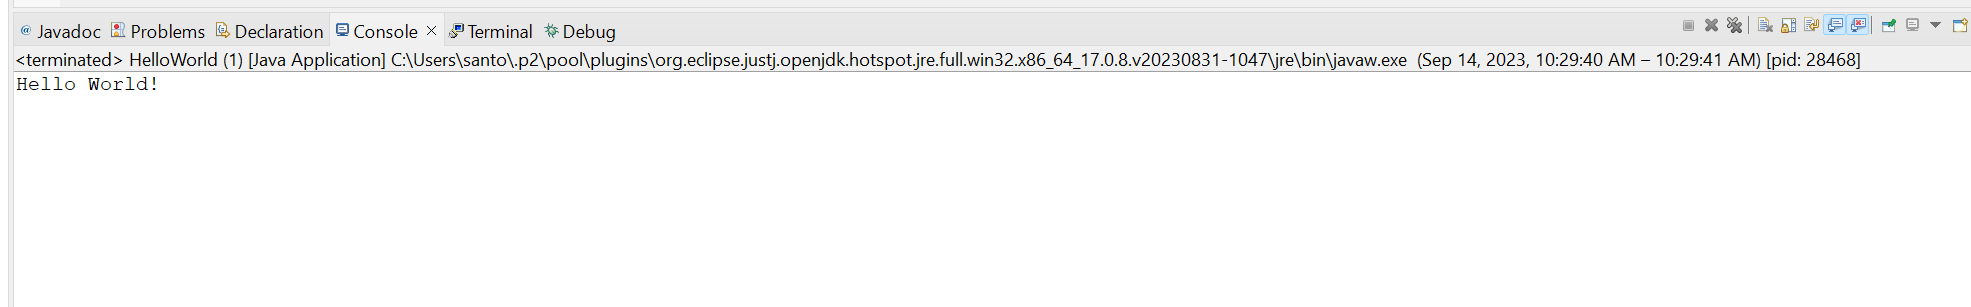 @ Javadoc Problems Declaration Console Terminal Debug
<terminated> HelloWorld (1) [Java Application] C:\Users\santo\.p2\pool\plugins\org.eclipse.justj.openjdk.hotspot.jre.full.win32.x86_64_17.0.8.v20230831-1047\jre\bin\javaw.exe (Sep 14, 2023, 10:29:40 AM – 10:29:41 AM) [pid: 28468]
Hello World!